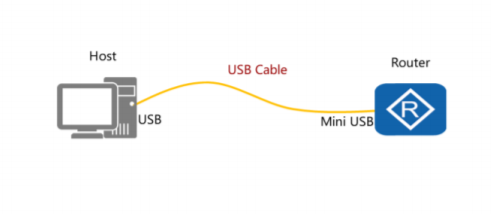 Host
USB Cable
Router
USB
Mini USB
R